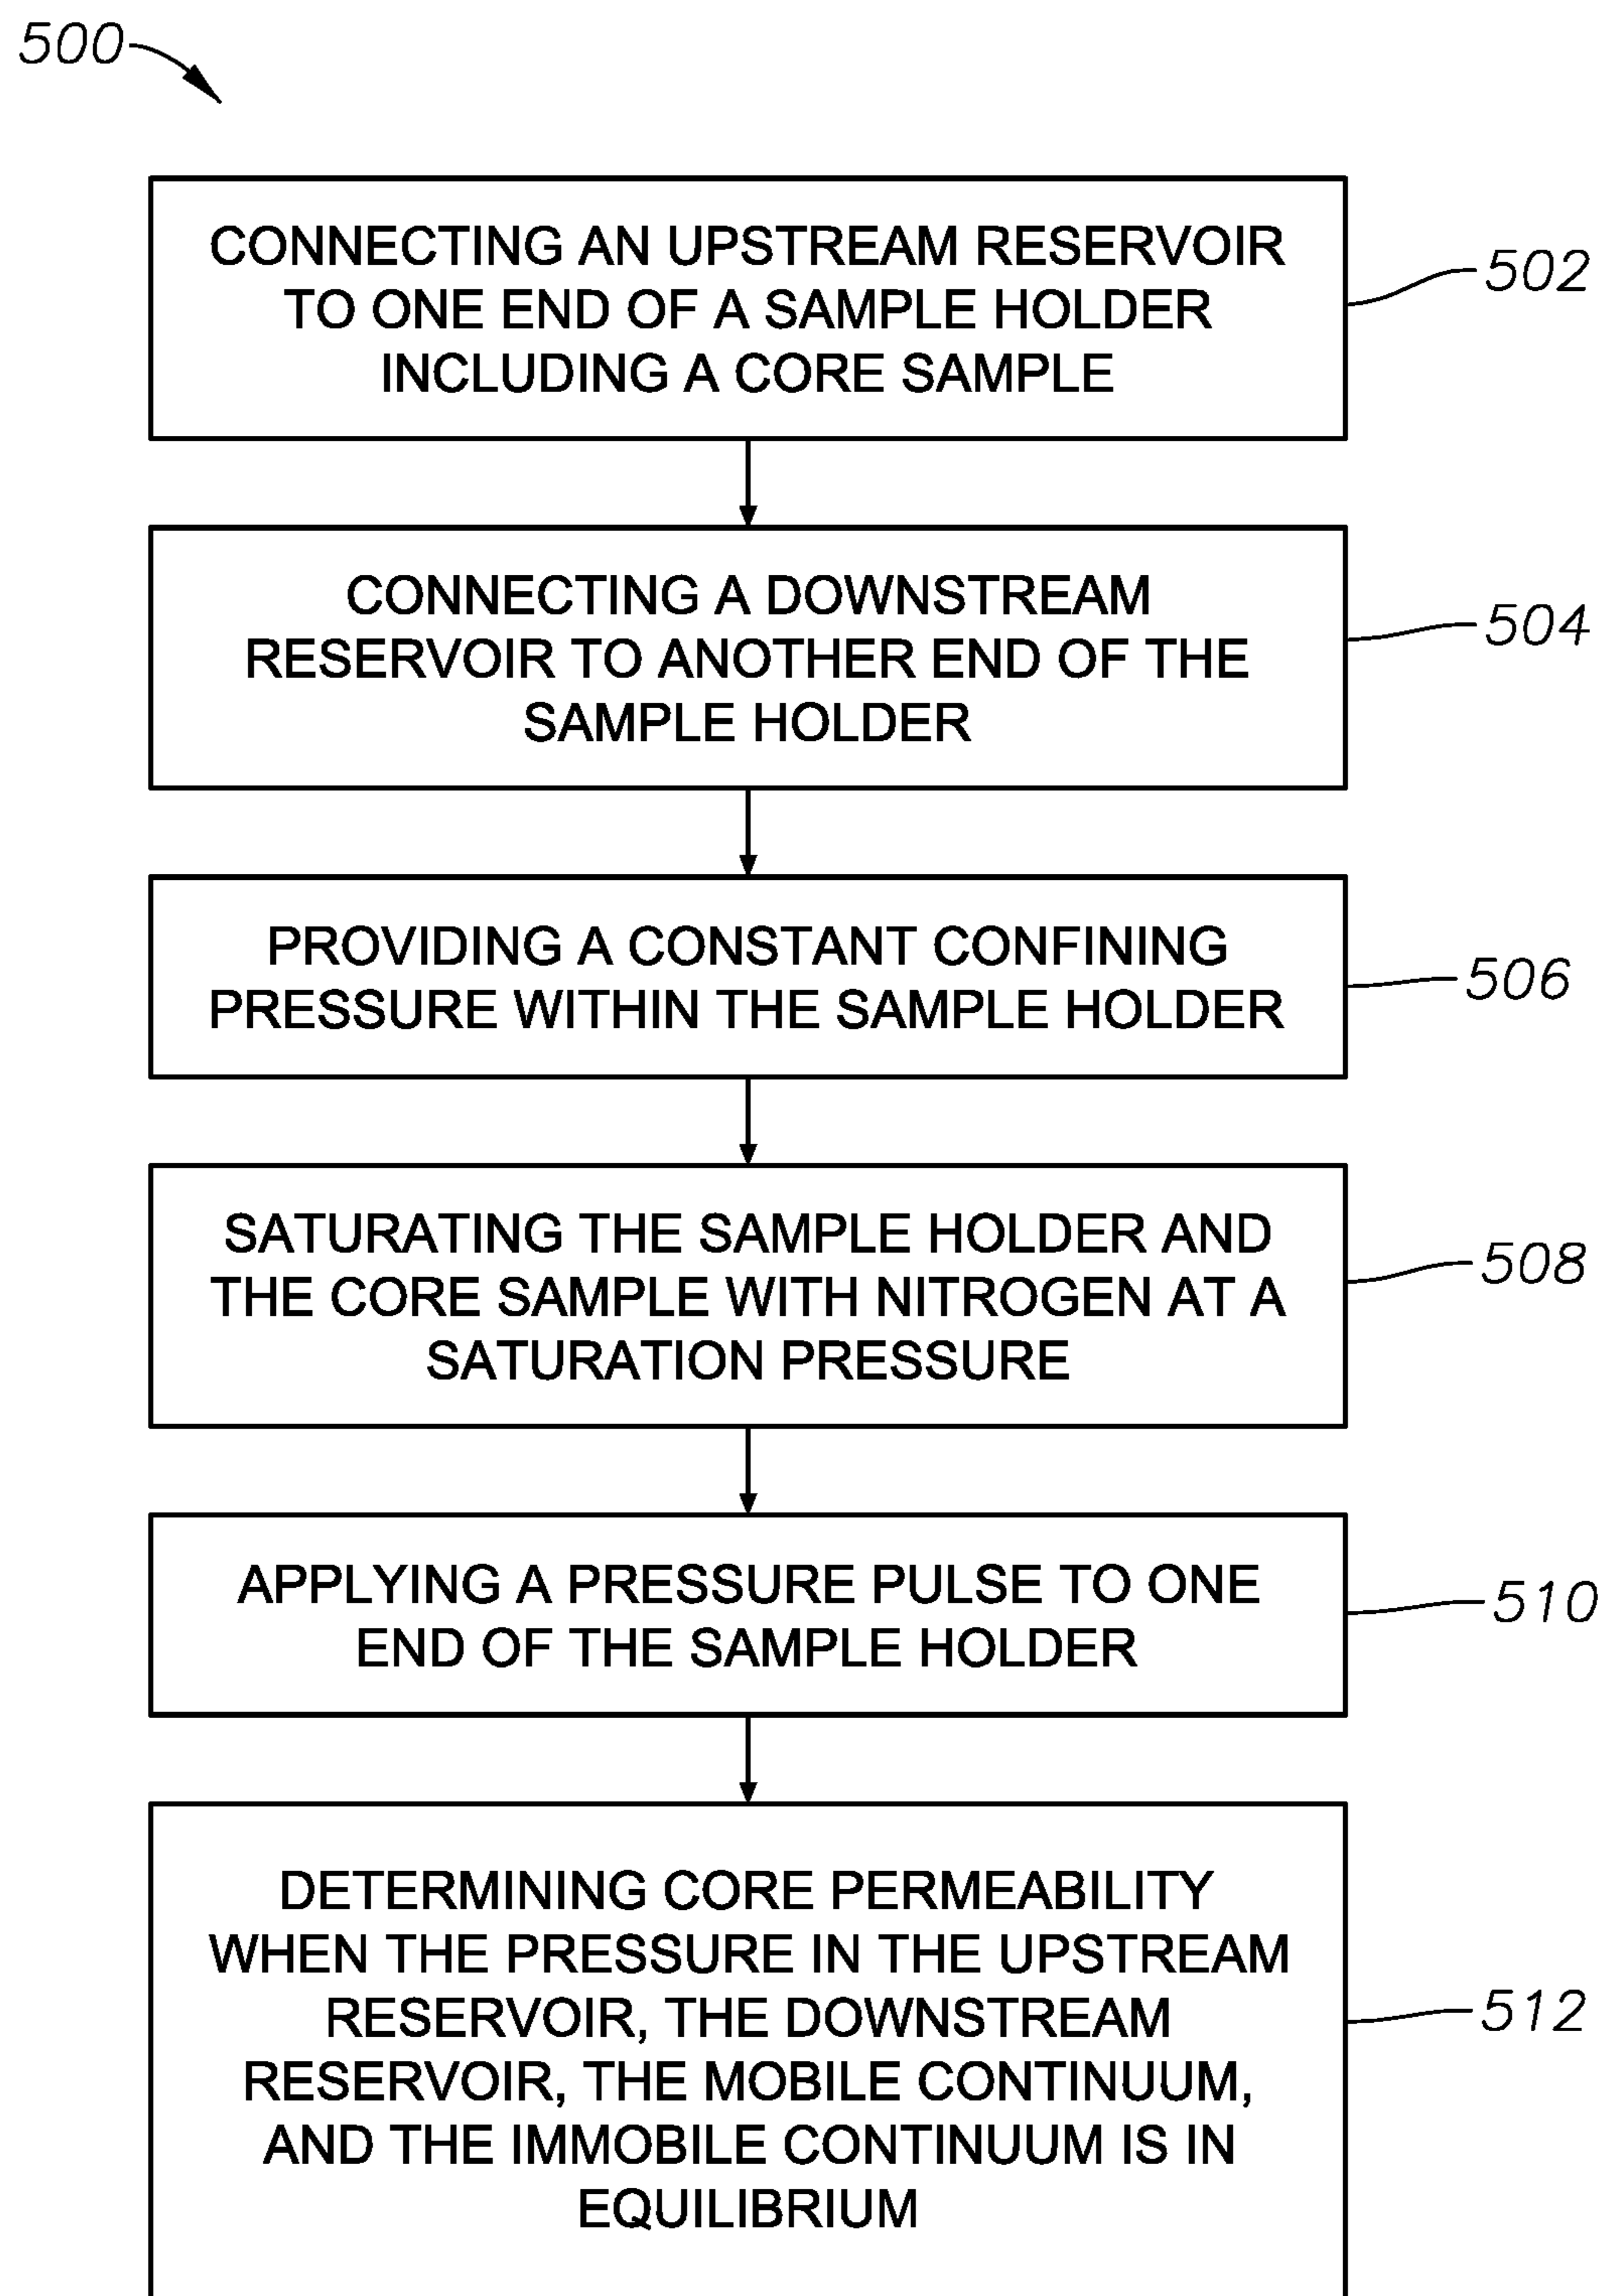 500
CONNECTING AN UPSTREAM RESERVOIR
TO ONE END OF A SAMPLE HOLDER
INCLUDING A CORE SAMPLE
502
CONNECTING A DOWNSTREAM
RESERVOIR TO ANOTHER END OF THE
SAMPLE HOLDER
504
PROVIDING A CONSTANT CONFINING
PRESSURE WITHIN THE SAMPLE HOLDER
506
SATURATING THE SAMPLE HOLDER AND
THE CORE SAMPLE WITH NITROGEN AT A
SATURATION PRESSURE
508
APPLYING A PRESSURE PULSE TO ONE
END OF THE SAMPLE HOLDER
510
DETERMINING CORE PERMEABILITY
WHEN THE PRESSURE IN THE UPSTREAM
RESERVOIR, THE DOWNSTREAM
RESERVOIR, THE MOBILE CONTINUUM,
AND THE IMMOBILE CONTINUUM IS IN
EQUILIBRIUM
512